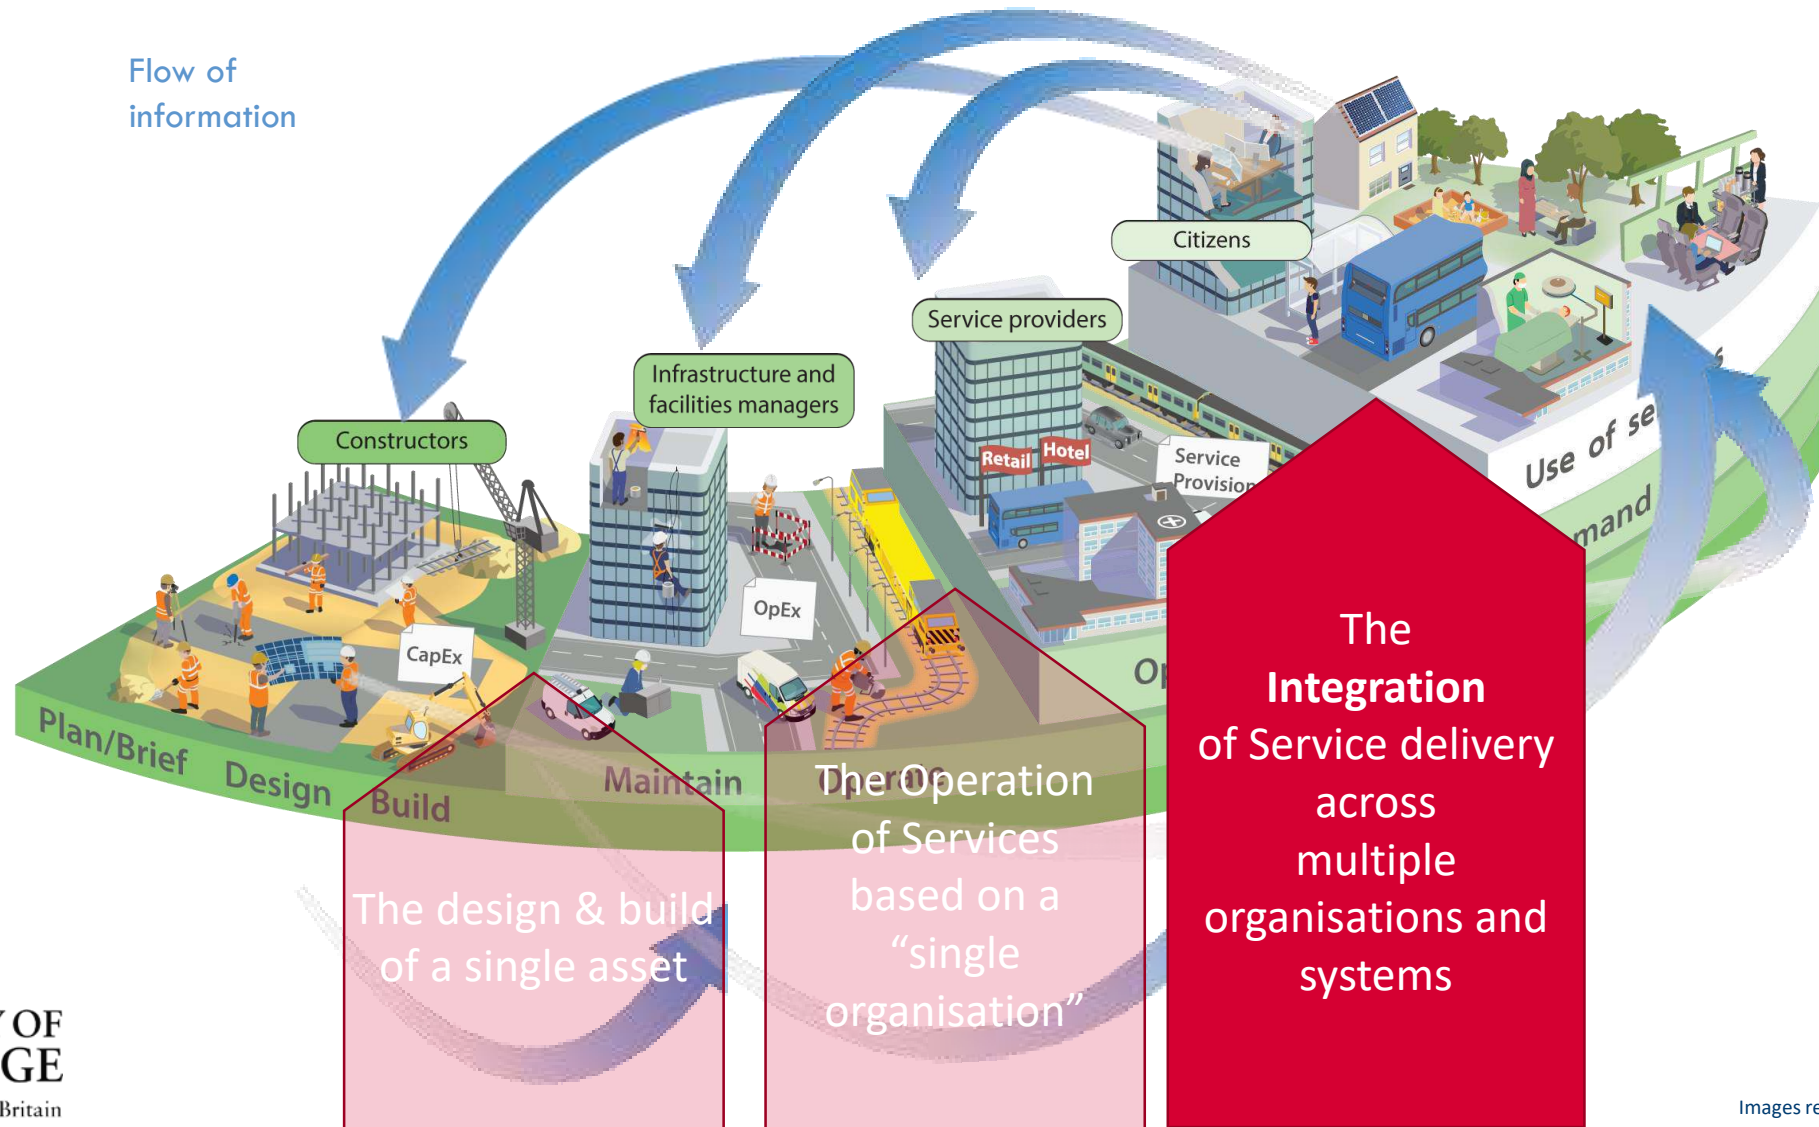 Flow of
information
Citizens
Service providers
Infrastructure and
facilities managers
Constructors
Retail
Hotel
Service
Provision
OpEx
CapEx
Use of se
mand
Plan/Brief
Design
Build
Maintain
Operate
Op
The design & build
of a single asset
The Operation
of Services
based on a
“single
organisation”
The
Integration
of Service delivery
across
multiple
organisations and
systems
Y OF
GE
Britain
Images re